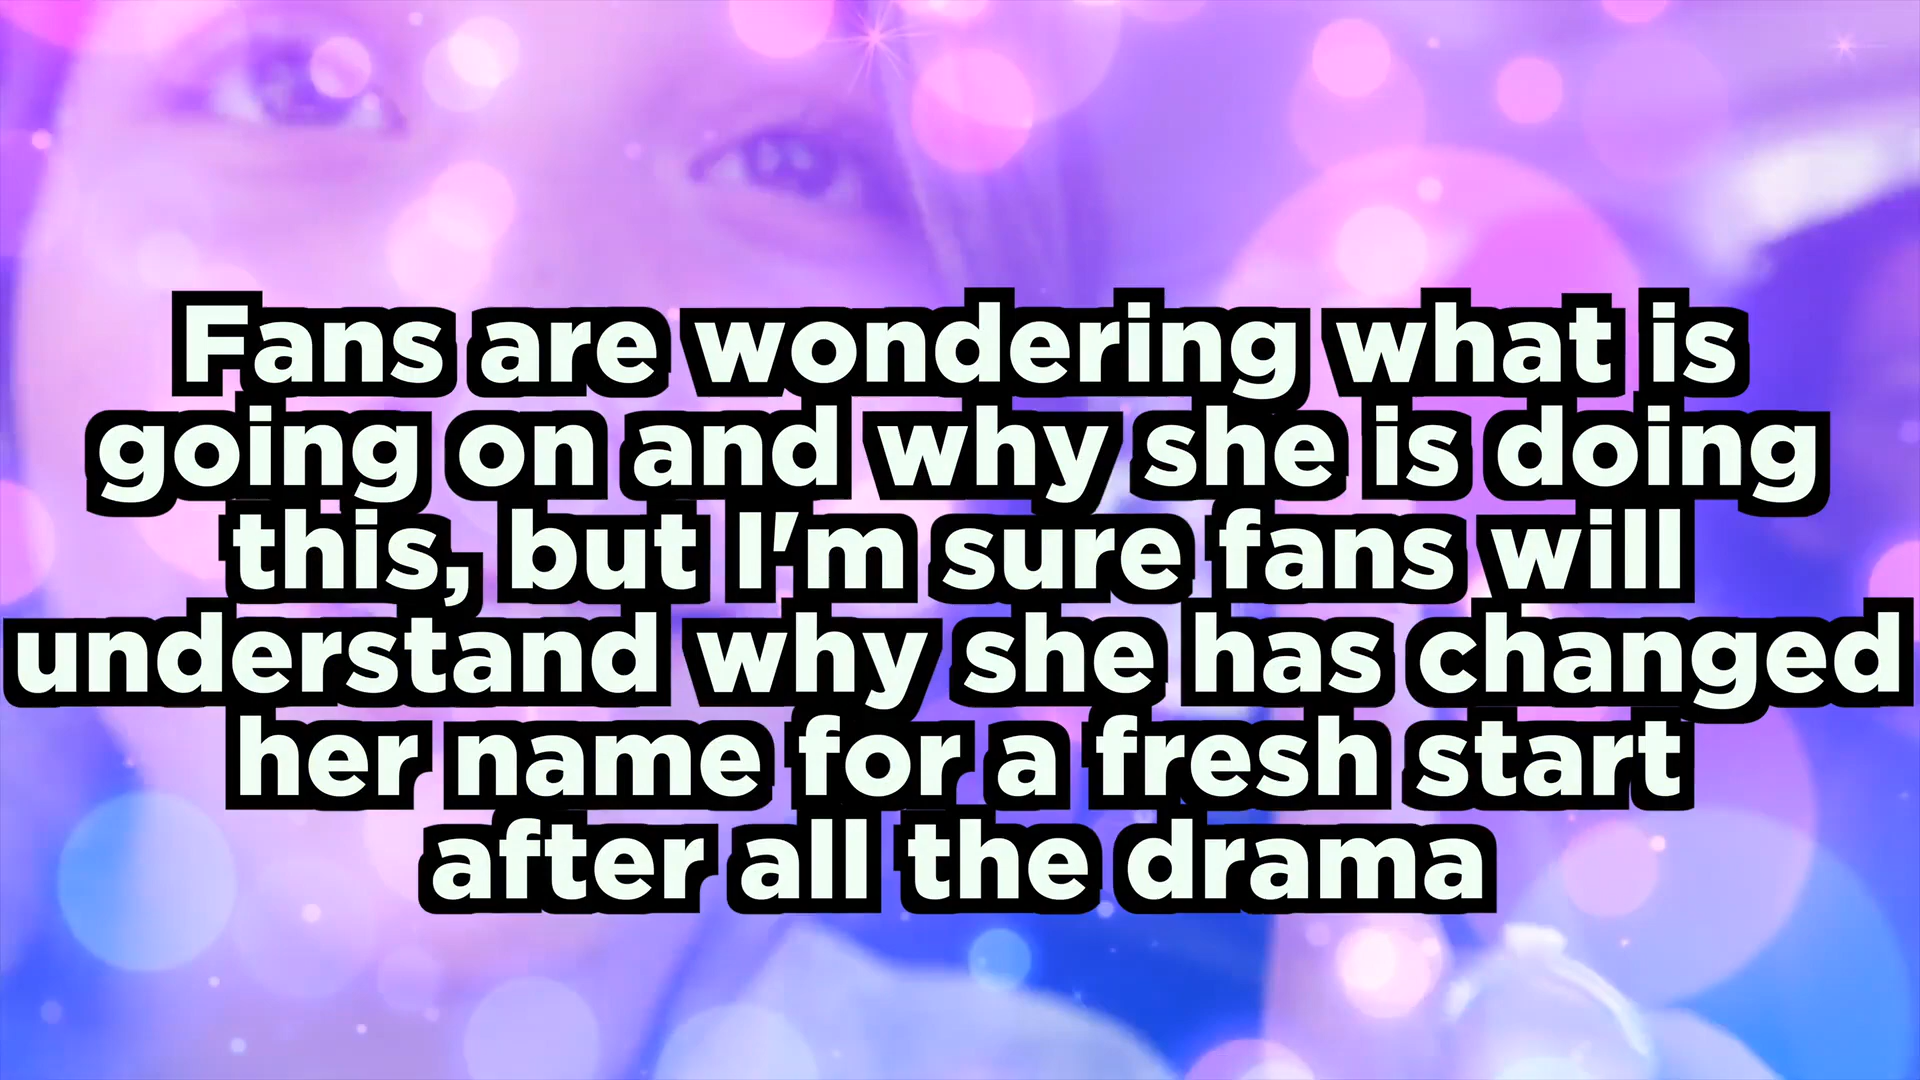 Fans are wondering what is
going on and why she is doing
this, but I'm sure fans will
understand why she has changed
her name for a fresh start
after all the drama